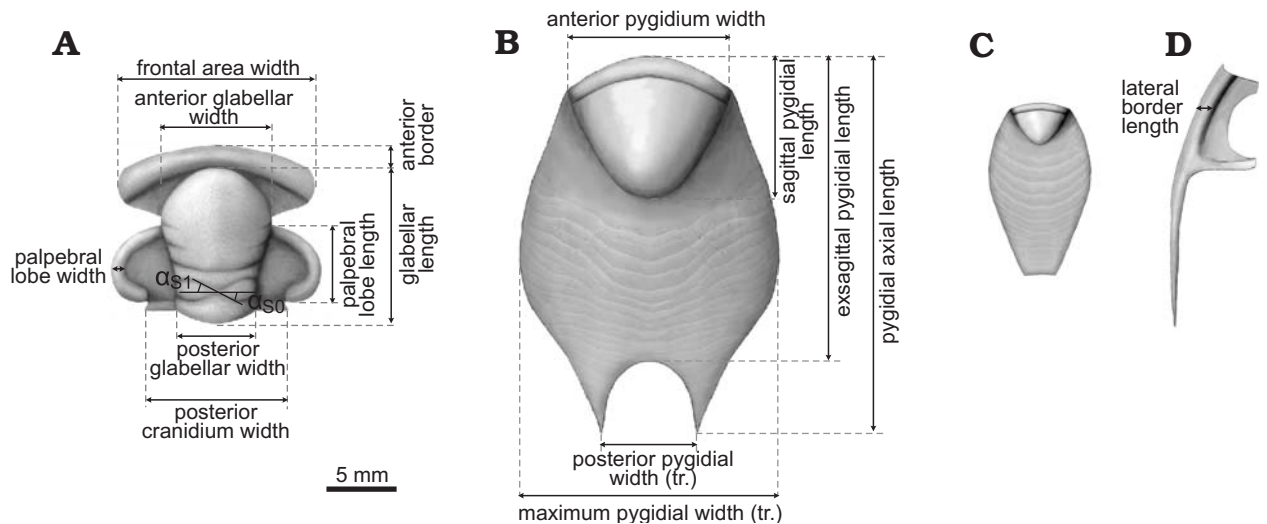 A
frontal area width
anterior glabellar
width
anterior
border
palpebral
lobe length
glabellar
length
palpebral
lobe width
αS1
αS0
posterior
glabellar width
posterior
cranidium width
5 mm
B
anterior pygidium width
sagittal pygidial
length
exsagittal pygidial length
pygidial axial length
posterior pygidial
width (tr.)
maximum pygidial width (tr.)
C
D
lateral
border
length